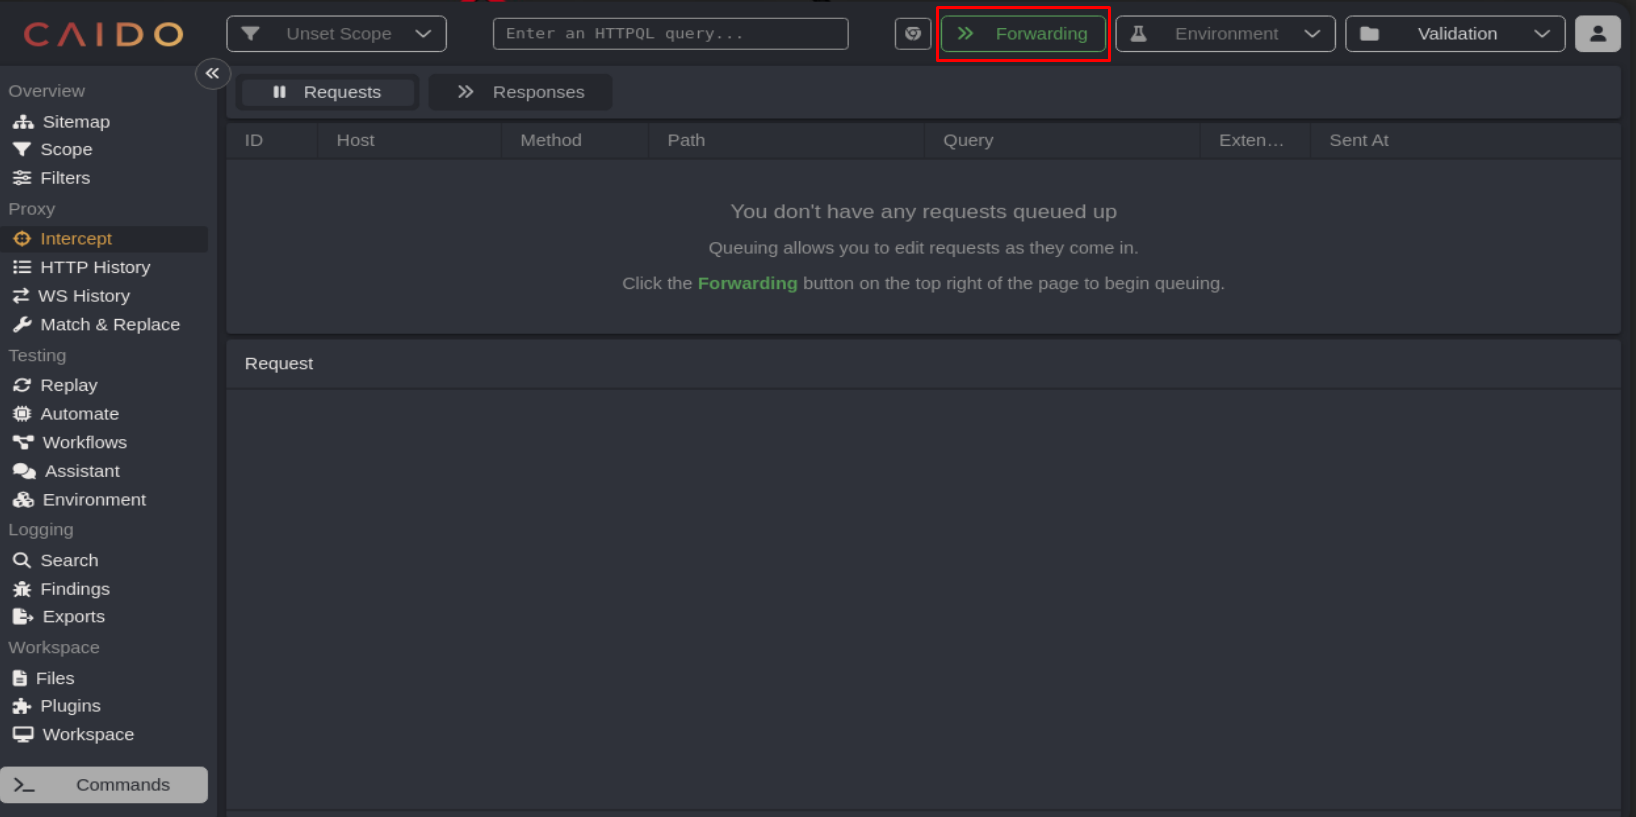 CAIDO
Unset Scope
Enter an HTTPQL query...
Forwarding
Environment
Validation
Overview
Sitemap
Scope
Filters
Proxy
Intercept
HTTP History
WS History
Match & Replace
Testing
Replay
Automate
Workflows
Assistant
Environment
Logging
Search
Findings
Exports
Workspace
Files
Plugins
Workspace
Commands
Requests
Responses
ID Host Method Path Query Exten... Sent At
You don't have any requests queued up
Queuing allows you to edit requests as they come in.
Click the Forwarding button on the top right of the page to begin queuing.
Request